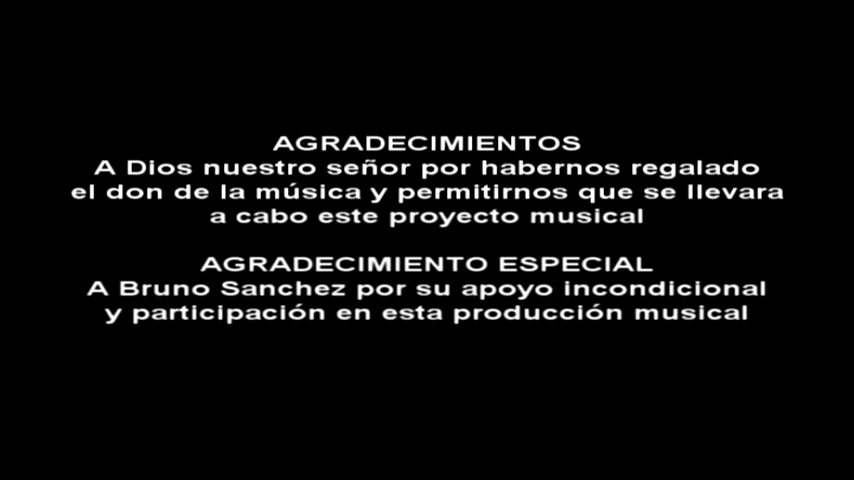 AGRADECIMIENTOS
A Dios nuestro señor por habernos regalado
el don de la música y permitirnos que se llevara
a cabo este proyecto musical
AGRADECIMIENTO ESPECIAL
A Bruno Sanchez por su apoyo incondicional
y participación en esta producción musical